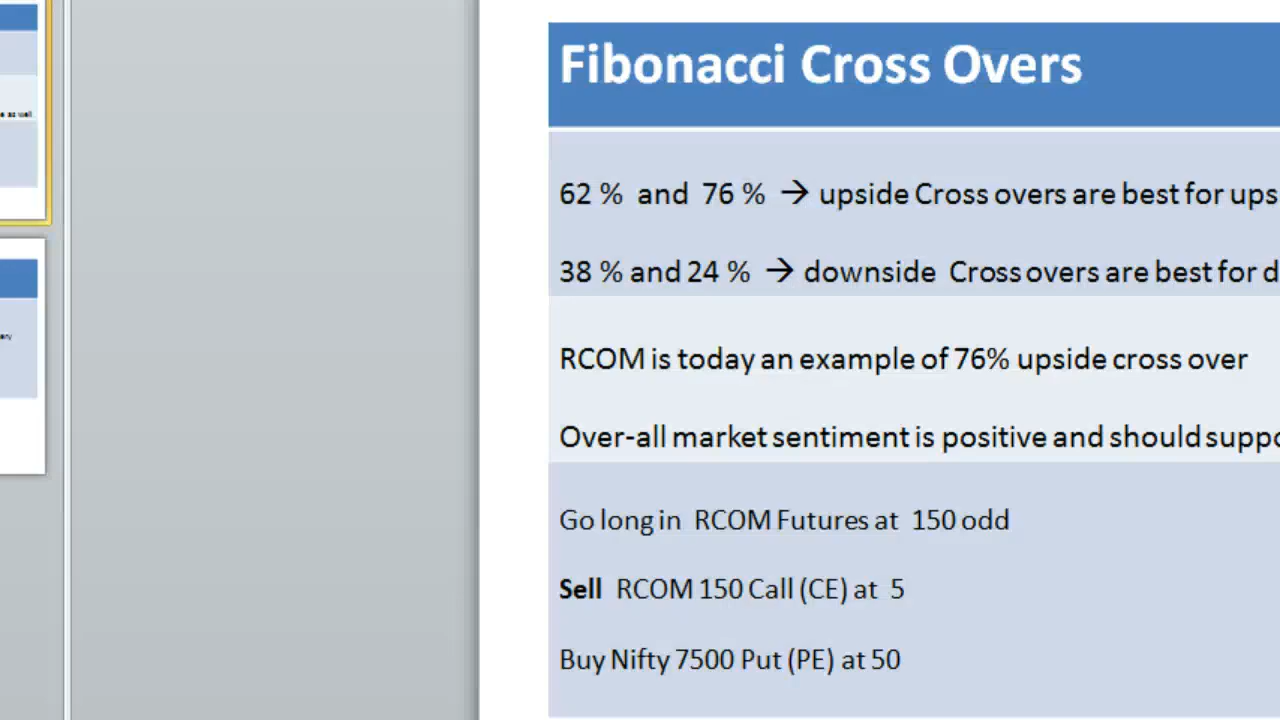 Fibonacci Cross Overs
62 % and 76 % → upside Cross overs are best for ups
38 % and 24 % → downside Cross overs are best for d
RCOM is today an example of 76% upside cross over
Over-all market sentiment is positive and should suppo
Go long in RCOM Futures at 150 odd
Sell RCOM 150 Call (CE) at 5
Buy Nifty 7500 Put (PE) at 50